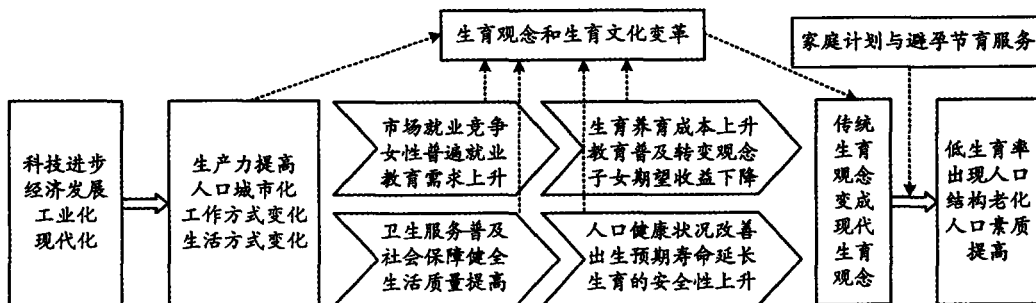 生育观念和生育文化变革
家庭计划与避孕节育服务
科技进步
经济发展
工业化
现代化
生产力提高
人口城市化
工作方式变化
生活方式变化
市场就业竞争
女性普遍就业
教育需求上升
生育养育成本上升
教育普及转变观念
子女期望收益下降
卫生服务普及
社会保障健全
生活质量提高
人口健康状况改善
出生预期寿命延长
生育的安全性上升
传统
生育
观念
变成
现代
生育
观念
低生育率
出现人口
结构老化
人口素质
提高